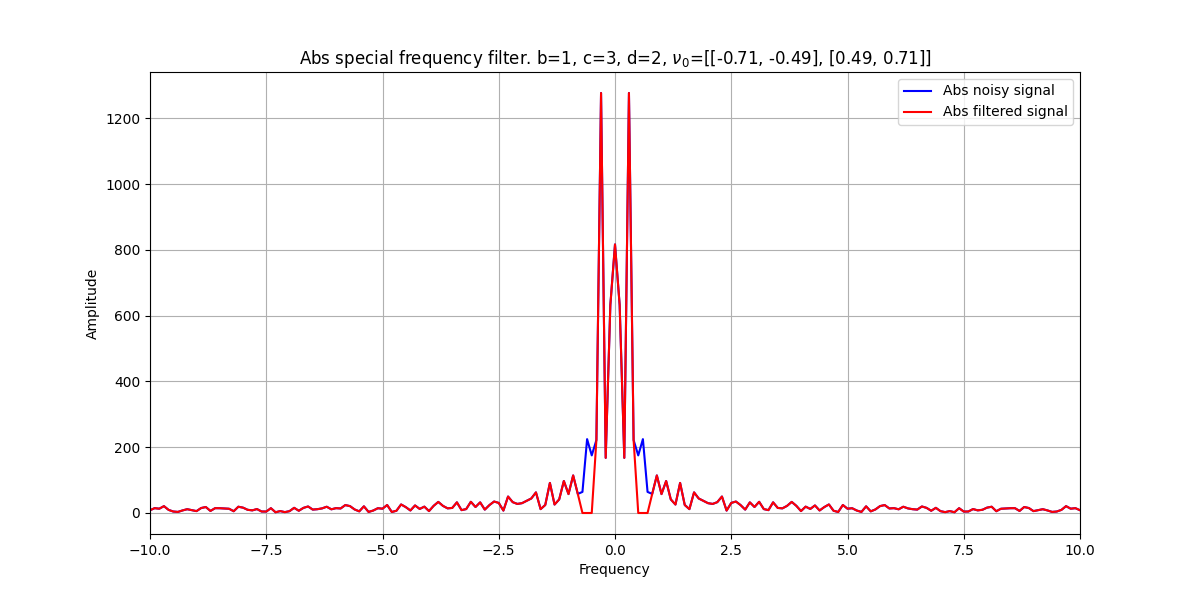 Abs special frequency filter. b=1, c=3, d=2, ν₀=[[-0.71, -0.49], [0.49, 0.71]]
Abs noisy signal
Abs filtered signal
1200
1000
800
600
400
200
0
Amplitude
−10.0 −7.5 −5.0 −2.5 0.0 2.5 5.0 7.5 10.0
Frequency